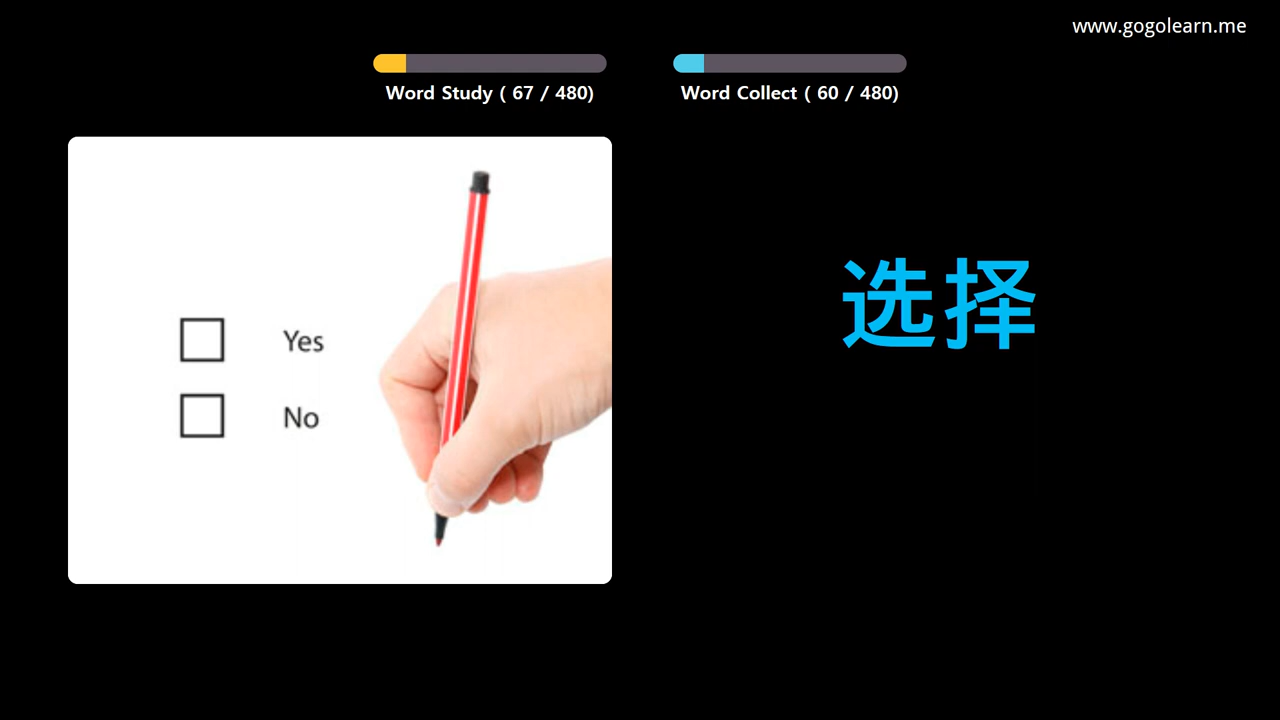 www.gogolearn.me
Word Study ( 67 / 480)
Word Collect ( 60 / 480)
选择
Yes
No